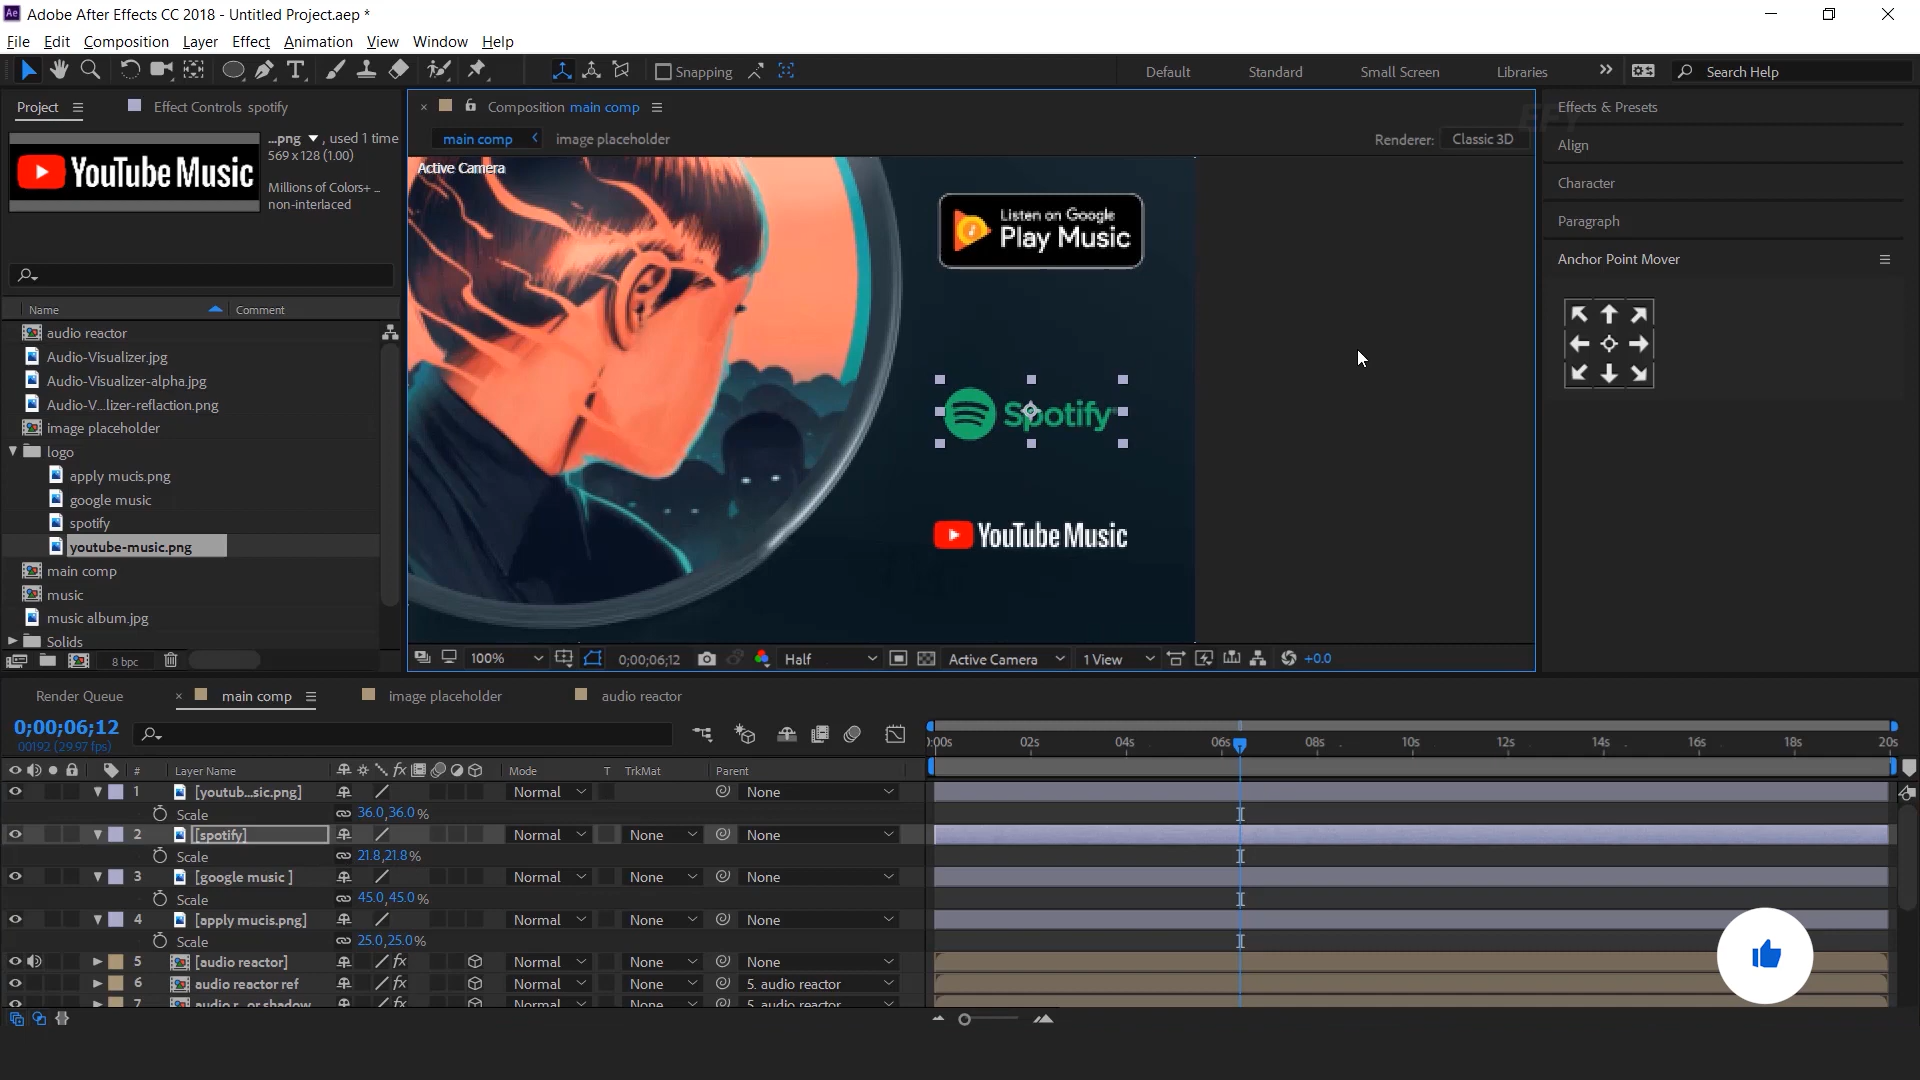 Adobe After Effects CC 2018 - Untitled Project.aep *
File Edit Composition Layer Effect Animation View Window Help
Snapping Default Standard Small Screen Libraries Search Help
Project Effect Controls spotify
Composition main comp
Effects & Presets
...png , used 1 time
569 x 128 (1.00)
Millions of Colors+ ...
non-interlaced
YouTube Music
main comp image placeholder Renderer: Classic 3D
Active Camera
Align
Character
Paragraph
Anchor Point Mover
Listen on Google
Play Music
Spotify
YouTube Music
Name Comment
audio reactor
Audio-Visualizer.jpg
Audio-Visualizer-alpha.jpg
Audio-V...lizer-reflaction.png
image placeholder
logo
apply mucis.png
google music
spotify
youtube-music.png
main comp
music
music album.jpg
Solids
8 bpc
100% 0;00;06;12 Half Active Camera 1 View +0.0
Render Queue main comp image placeholder audio reactor
0;00;06;12
00192 (29.97 fps)
:00s 02s 04s 06s 08s 10s 12s 14s 16s 18s 20s
# Layer Name Mode T TrkMat Parent
1 [youtub...sic.png] Normal None
Scale 36.0,36.0%
2 [spotify] Normal None None
Scale 21.8,21.8%
3 [google music ] Normal None None
Scale 45.0,45.0%
4 [apply mucis.png] Normal None None
Scale 25.0,25.0%
5 [audio reactor] Normal None None
6 audio reactor ref Normal None 5. audio reactor
7 audio r...or shadow Normal None 5. audio reactor